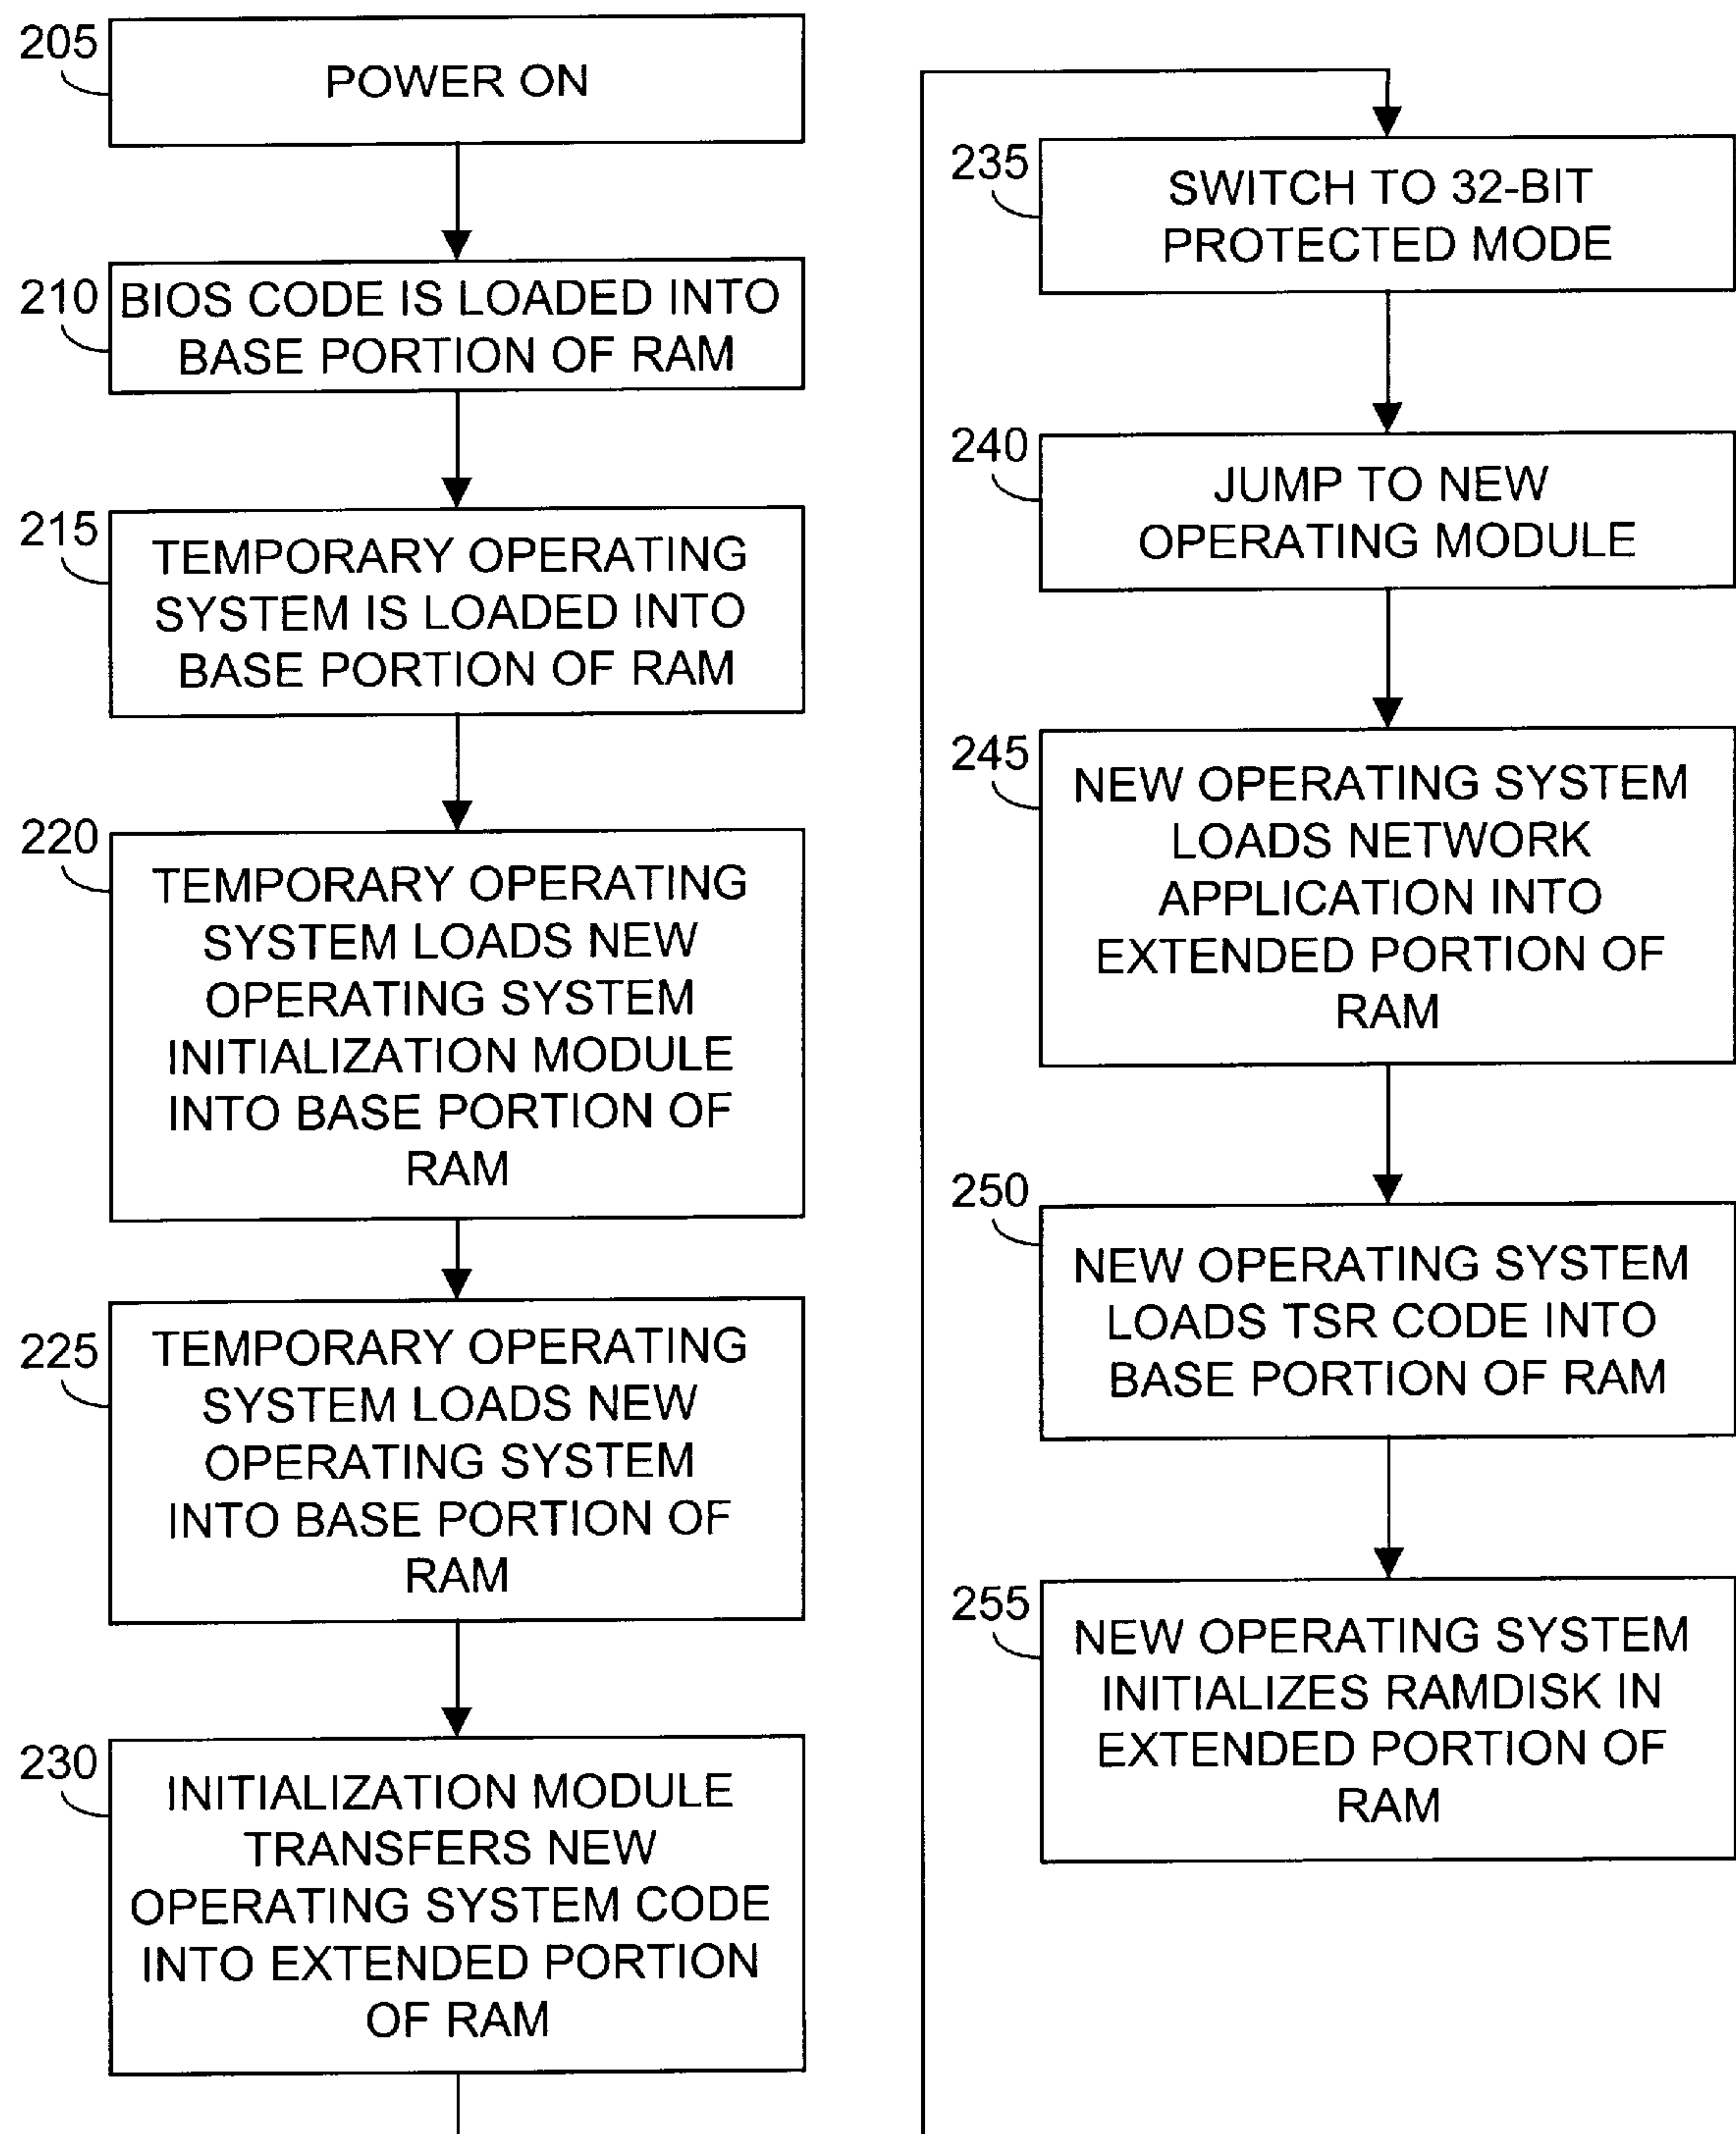 205
POWER ON
210
BIOS CODE IS LOADED INTO
BASE PORTION OF RAM
215
TEMPORARY OPERATING
SYSTEM IS LOADED INTO
BASE PORTION OF RAM
220
TEMPORARY OPERATING
SYSTEM LOADS NEW
OPERATING SYSTEM
INITIALIZATION MODULE
INTO BASE PORTION OF
RAM
225
TEMPORARY OPERATING
SYSTEM LOADS NEW
OPERATING SYSTEM
INTO BASE PORTION OF
RAM
230
INITIALIZATION MODULE
TRANSFERS NEW
OPERATING SYSTEM CODE
INTO EXTENDED PORTION
OF RAM
235
SWITCH TO 32-BIT
PROTECTED MODE
240
JUMP TO NEW
OPERATING MODULE
245
NEW OPERATING SYSTEM
LOADS NETWORK
APPLICATION INTO
EXTENDED PORTION OF
RAM
250
NEW OPERATING SYSTEM
LOADS TSR CODE INTO
BASE PORTION OF RAM
255
NEW OPERATING SYSTEM
INITIALIZES RAMDISK IN
EXTENDED PORTION OF
RAM